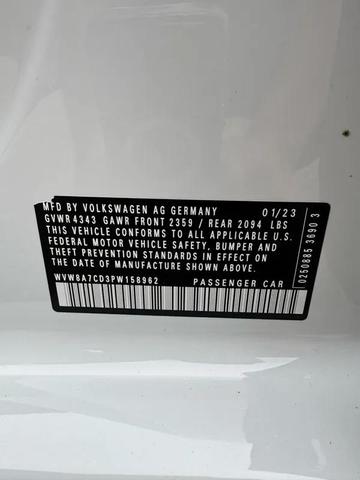 MFD BY VOLKSWAGEN AG GERMANY 01/23
GVWR 4343 GAWR FRONT 2359 / REAR 2094 LBS
THIS VEHICLE CONFORMS TO ALL APPLICABLE U.S.
FEDERAL MOTOR VEHICLE SAFETY, BUMPER AND
THEFT PREVENTION STANDARDS IN EFFECT ON
THE DATE OF MANUFACTURE SHOWN ABOVE.
WVW8A7CD3PW158962 PASSENGER CAR
0250885 3690 3